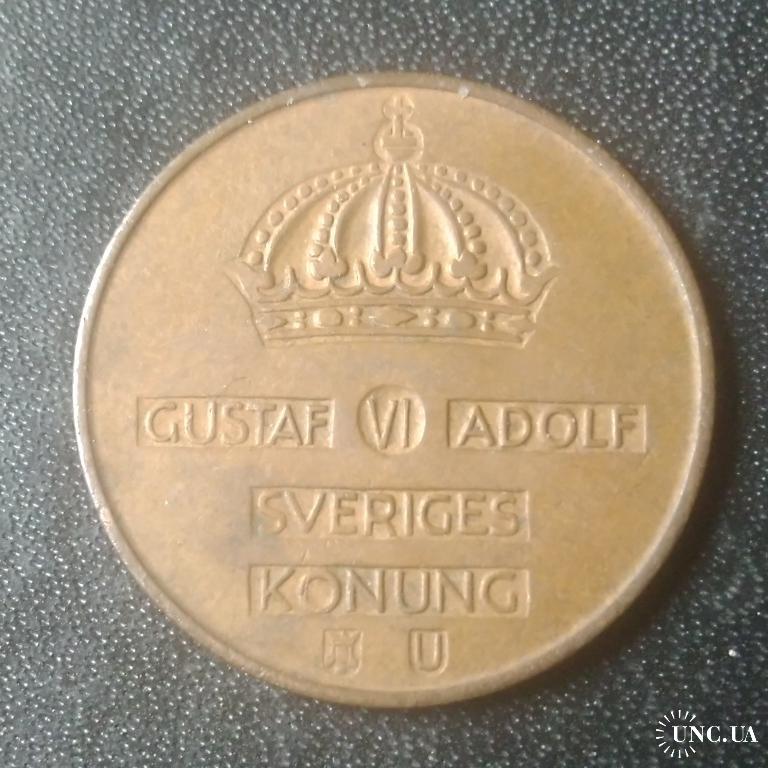 GUSTAF VI ADOLF
SVERIGES
KONUNG
U
UNC.UA